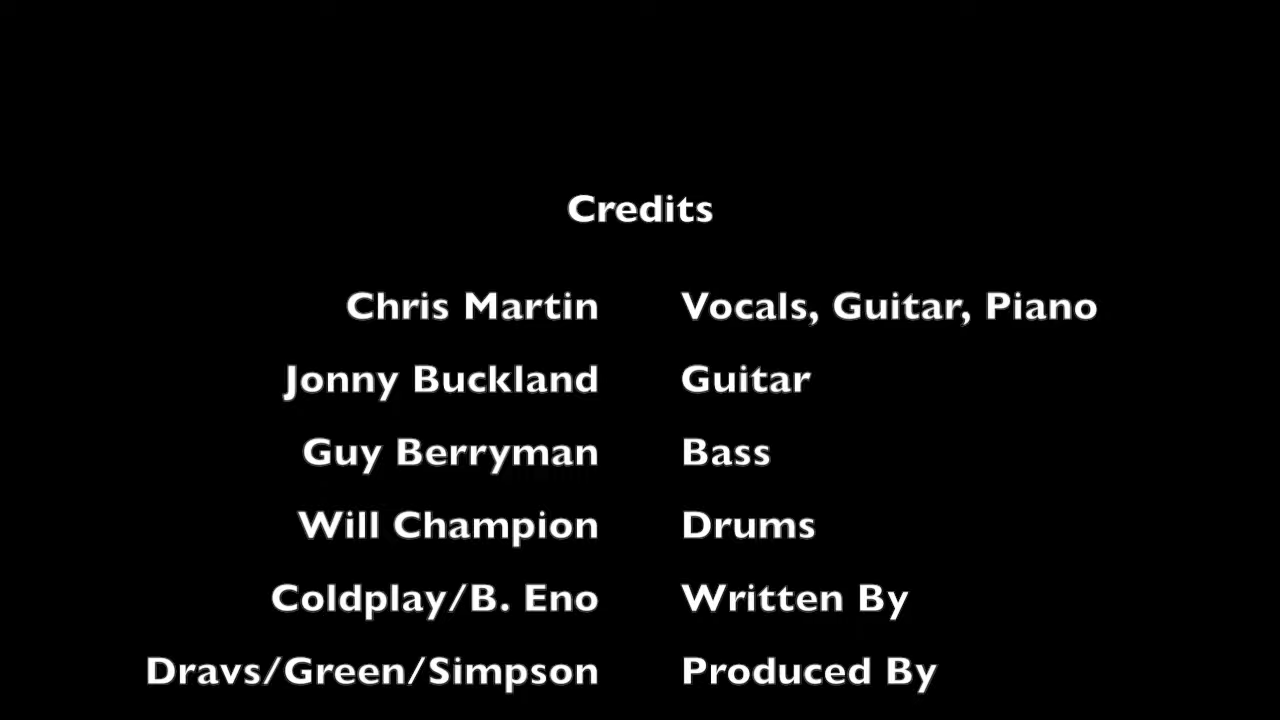 Credits
Chris Martin Vocals, Guitar, Piano
Jonny Buckland Guitar
Guy Berryman Bass
Will Champion Drums
Coldplay/B. Eno Written By
Dravs/Green/Simpson Produced By